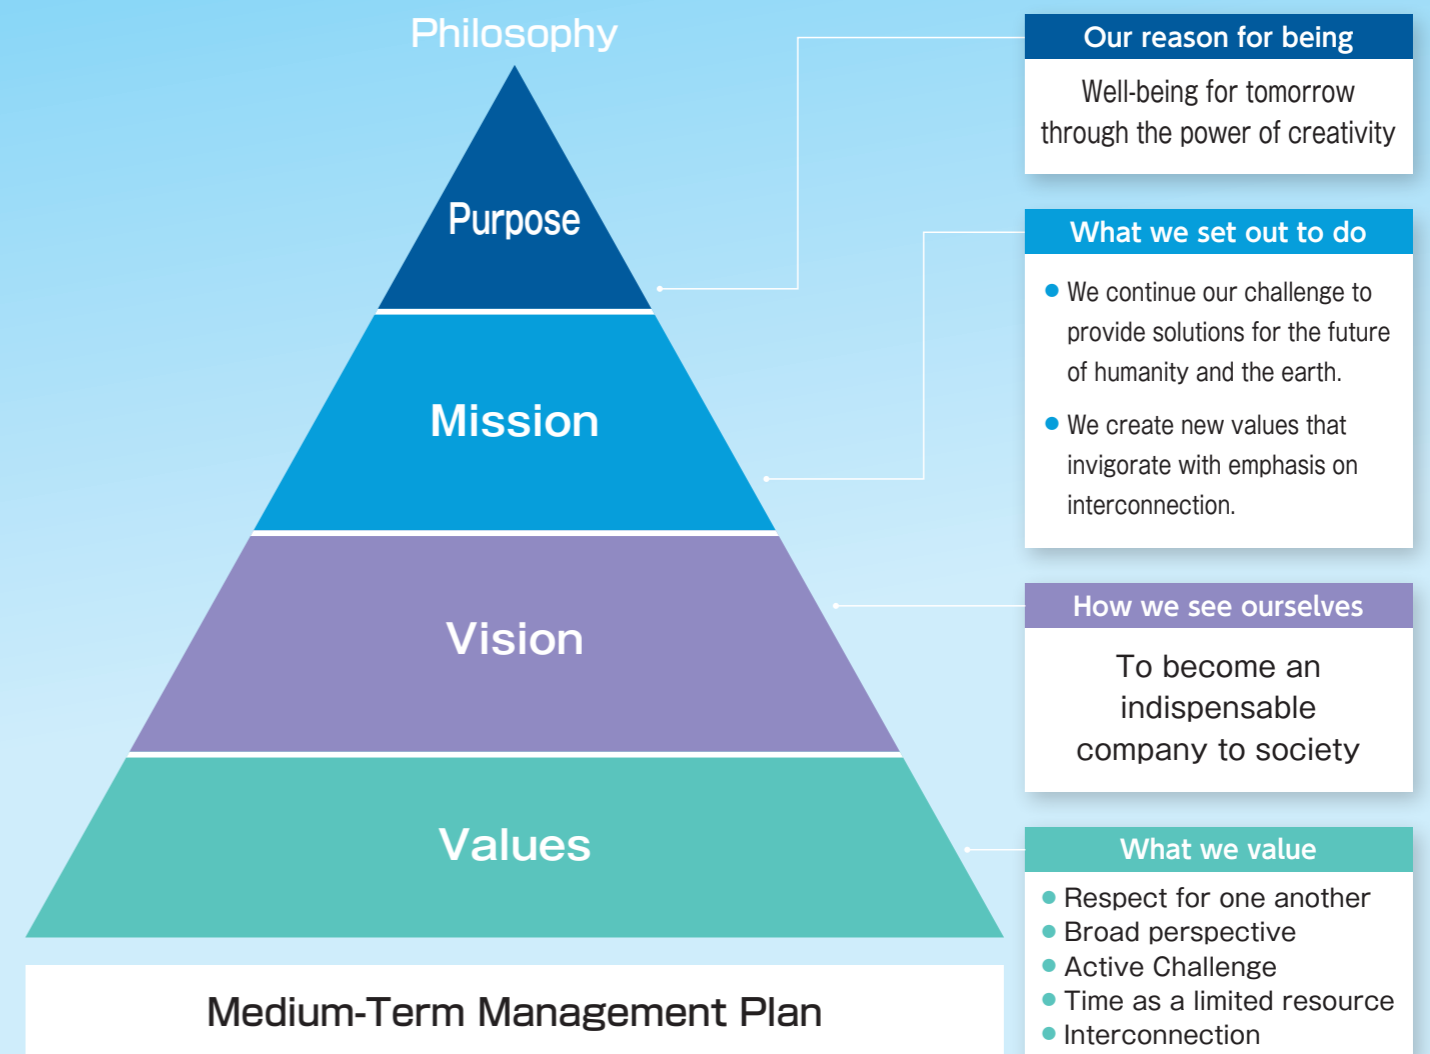 Philosophy
Purpose
Mission
Vision
Values
Medium-Term Management Plan
Our reason for being
Well-being for tomorrow
through the power of creativity
What we set out to do
● We continue our challenge to
provide solutions for the future
of humanity and the earth.
● We create new values that
invigorate with emphasis on
interconnection.
How we see ourselves
To become an
indispensable
company to society
What we value
● Respect for one another
● Broad perspective
● Active Challenge
● Time as a limited resource
● Interconnection